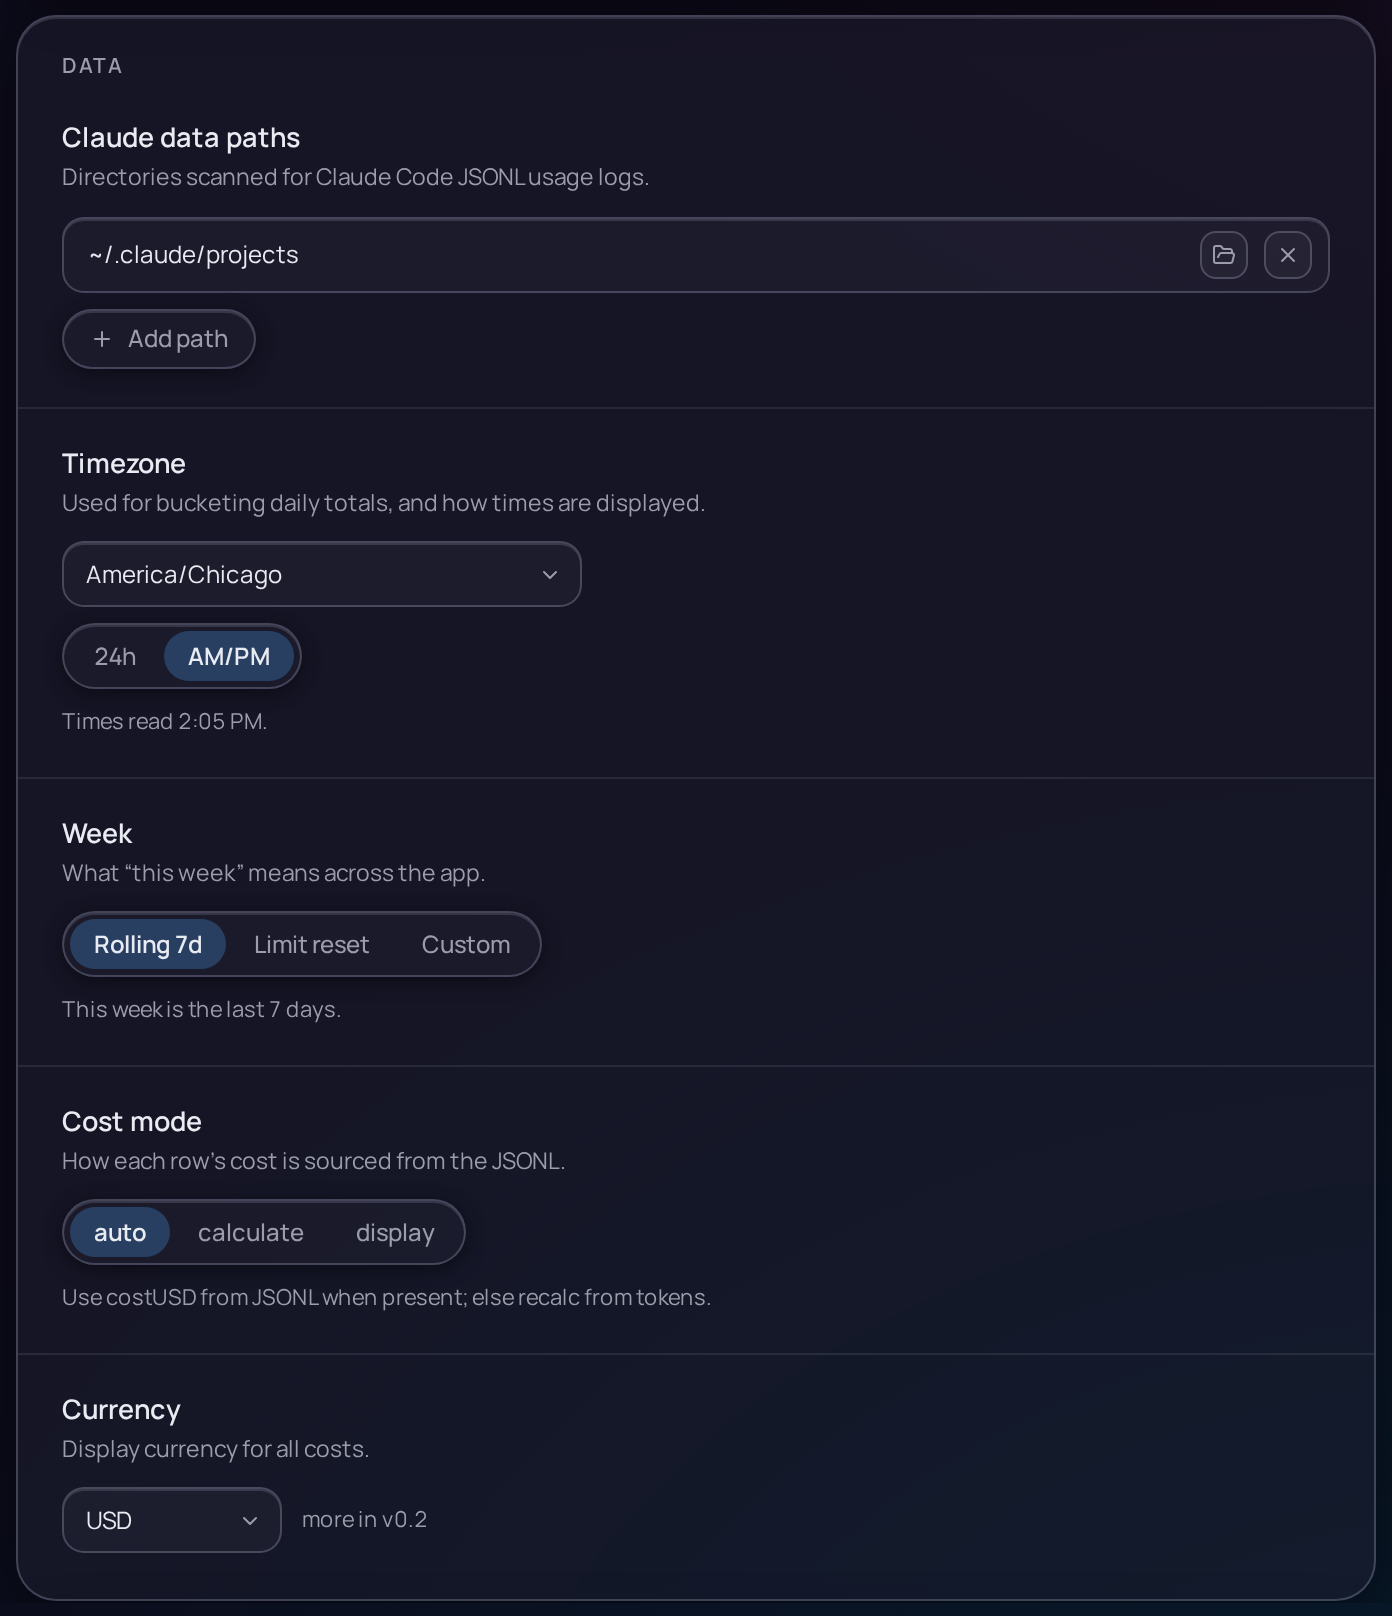 DATA
Claude data paths
Directories scanned for Claude Code JSONL usage logs.
~/.claude/projects
Add path
Timezone
Used for bucketing daily totals, and how times are displayed.
America/Chicago
24h AM/PM
Times read 2:05 PM.
Week
What “this week” means across the app.
Rolling 7d Limit reset Custom
This week is the last 7 days.
Cost mode
How each row’s cost is sourced from the JSONL.
auto calculate display
Use costUSD from JSONL when present; else recalc from tokens.
Currency
Display currency for all costs.
USD more in v0.2